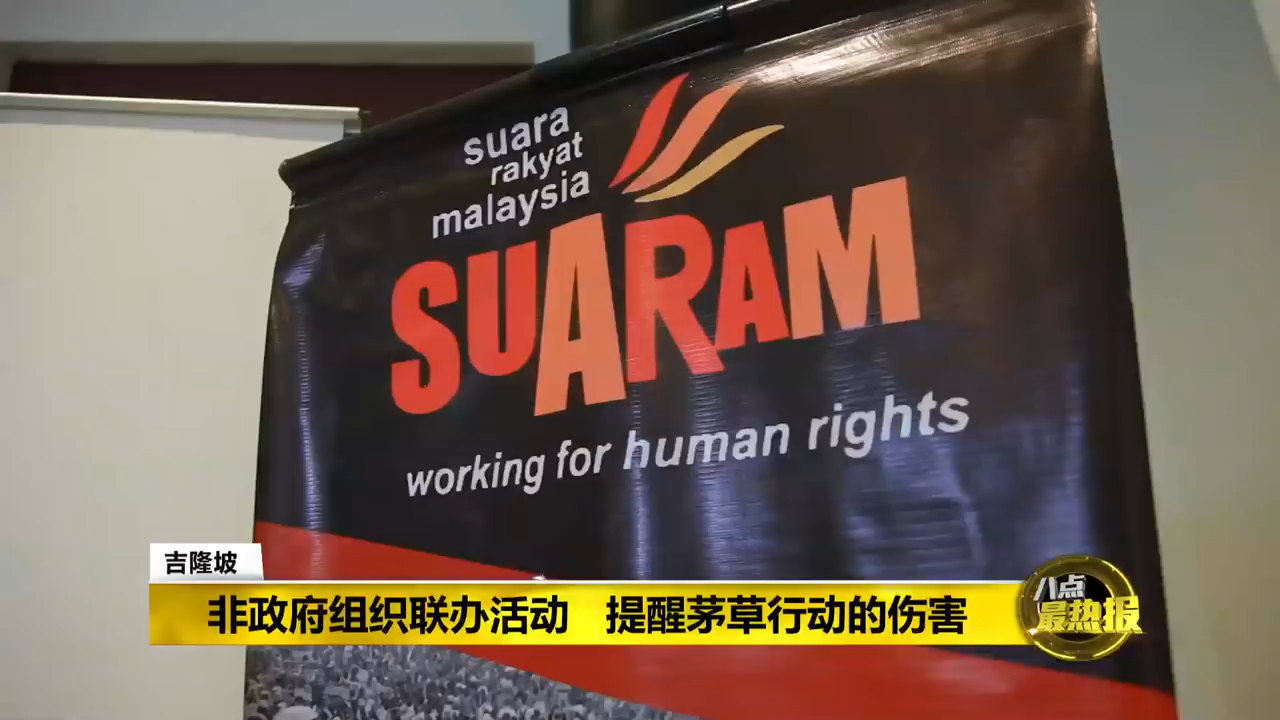 suara
rakyat
malaysia
SUARAM
working for human rights
吉隆坡
非政府组织联办活动 提醒茅草行动的伤害
八点
最热报